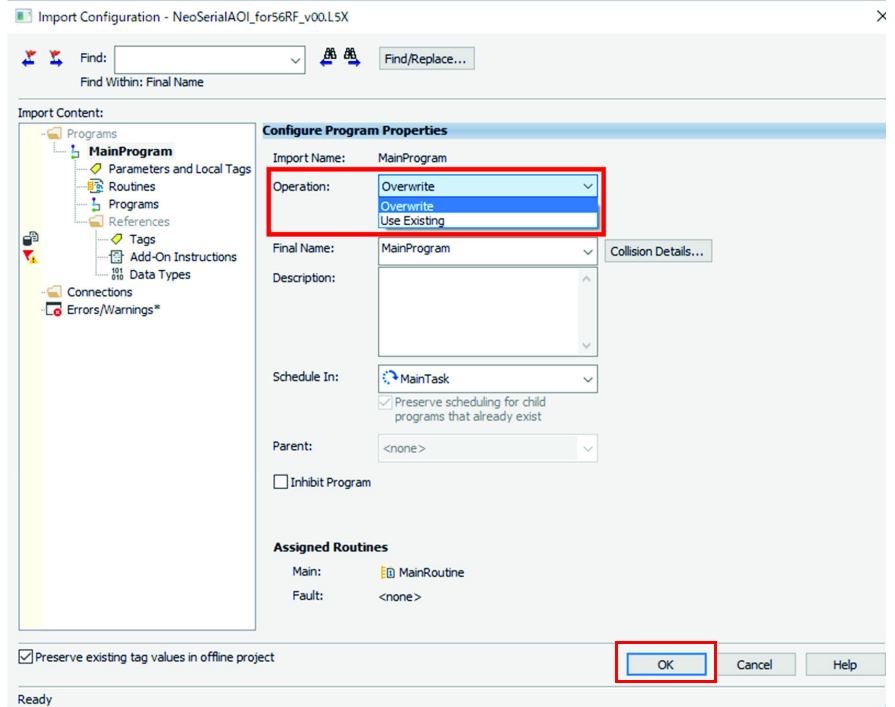 Import Configuration - NeoSerialAOI_for56RF_v00.L5X
Find:
Find/Replace...
Find Within: Final Name
Import Content:
Programs
MainProgram
Parameters and Local Tags
Routines
Programs
References
Tags
Add-On Instructions
Data Types
Connections
Errors/Warnings*
Configure Program Properties
Import Name: MainProgram
Operation: Overwrite
Overwrite
Use Existing
Final Name: MainProgram
Collision Details...
Description:
Schedule In: MainTask
Preserve scheduling for child
programs that already exist
Parent: <none>
Inhibit Program
Assigned Routines
Main: MainRoutine
Fault: <none>
Preserve existing tag values in offline project
OK
Cancel
Help
Ready